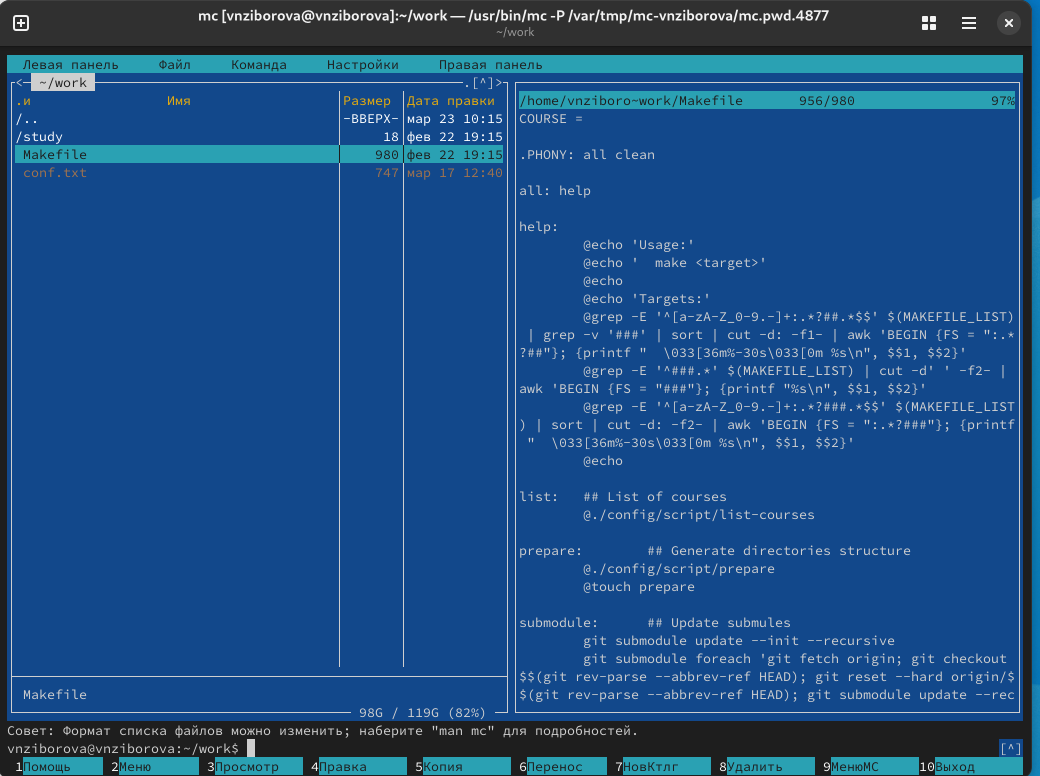 mc [vnziborova@vnziborova]:~/work — /usr/bin/mc -P /var/tmp/mc-vnziborova/mc.pwd.4877
~/work
Левая панель Файл Команда Настройки Правая панель
<─ ~/work .[^]>
.и Имя Размер Дата правки
/.. -ВВЕРХ- мар 23 10:15
/study 18 фев 22 19:15
Makefile 980 фев 22 19:15
conf.txt 747 мар 17 12:40
Makefile
98G / 119G (82%)
/home/vnziboro~work/Makefile 956/980 97%
COURSE =
.PHONY: all clean
all: help
help:
@echo 'Usage:'
@echo '  make <target>'
@echo
@echo 'Targets:'
@grep -E '^[a-zA-Z_0-9.-]+:.*?##.*$$' $(MAKEFILE_LIST)
| grep -v '###' | sort | cut -d: -f1- | awk 'BEGIN {FS = ":.*
?##"}; {printf "  \033[36m%-30s\033[0m %s\n", $$1, $$2}'
@grep -E '^###.*' $(MAKEFILE_LIST) | cut -d' ' -f2- |
awk 'BEGIN {FS = "###"}; {printf "%s\n", $$1, $$2}'
@grep -E '^[a-zA-Z_0-9.-]+:.*?###.*$$' $(MAKEFILE_LIST
) | sort | cut -d: -f2- | awk 'BEGIN {FS = ":.*?###"}; {printf
"  \033[36m%-30s\033[0m %s\n", $$1, $$2}'
@echo
list: ## List of courses
@./config/script/list-courses
prepare: ## Generate directories structure
@./config/script/prepare
@touch prepare
submodule: ## Update submules
git submodule update --init --recursive
git submodule foreach 'git fetch origin; git checkout
$$(git rev-parse --abbrev-ref HEAD); git reset --hard origin/$
$(git rev-parse --abbrev-ref HEAD); git submodule update --rec
Совет: Формат списка файлов можно изменить; наберите "man mc" для подробностей.
vnziborova@vnziborova:~/work$ [^]
1Помощь 2Меню 3Просмотр 4Правка 5Копия 6Перенос 7НовКтлг 8Удалить 9МенюМС 10Выход